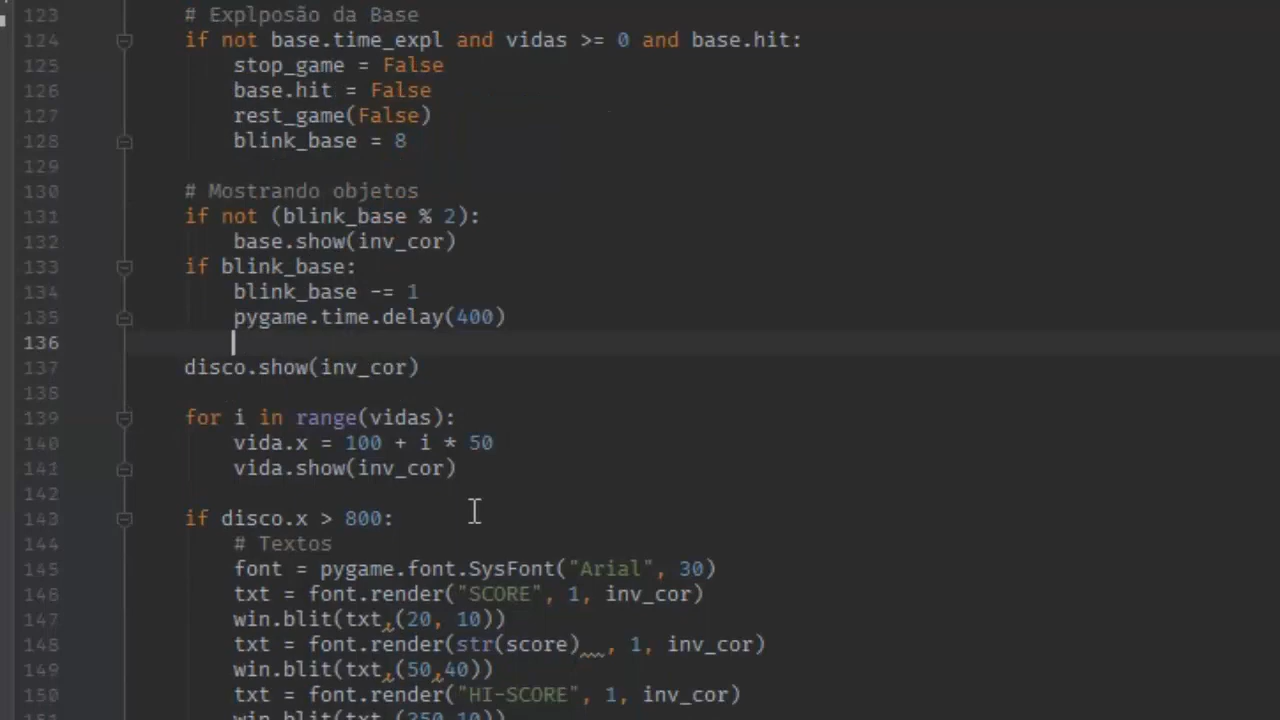 123 # Explposão da Base
124 if not base.time_expl and vidas >= 0 and base.hit:
125 stop_game = False
126 base.hit = False
127 rest_game(False)
128 blink_base = 8
129
130 # Mostrando objetos
131 if not (blink_base % 2):
132 base.show(inv_cor)
133 if blink_base:
134 blink_base -= 1
135 pygame.time.delay(400)
136
137 disco.show(inv_cor)
138
139 for i in range(vidas):
140 vida.x = 100 + i * 50
141 vida.show(inv_cor)
142
143 if disco.x > 800:
144 # Textos
145 font = pygame.font.SysFont("Arial", 30)
146 txt = font.render("SCORE", 1, inv_cor)
147 win.blit(txt,(20, 10))
148 txt = font.render(str(score)  , 1, inv_cor)
149 win.blit(txt,(50,40))
150 txt = font.render("HI-SCORE", 1, inv_cor)
151 win.blit(txt,(350,10))